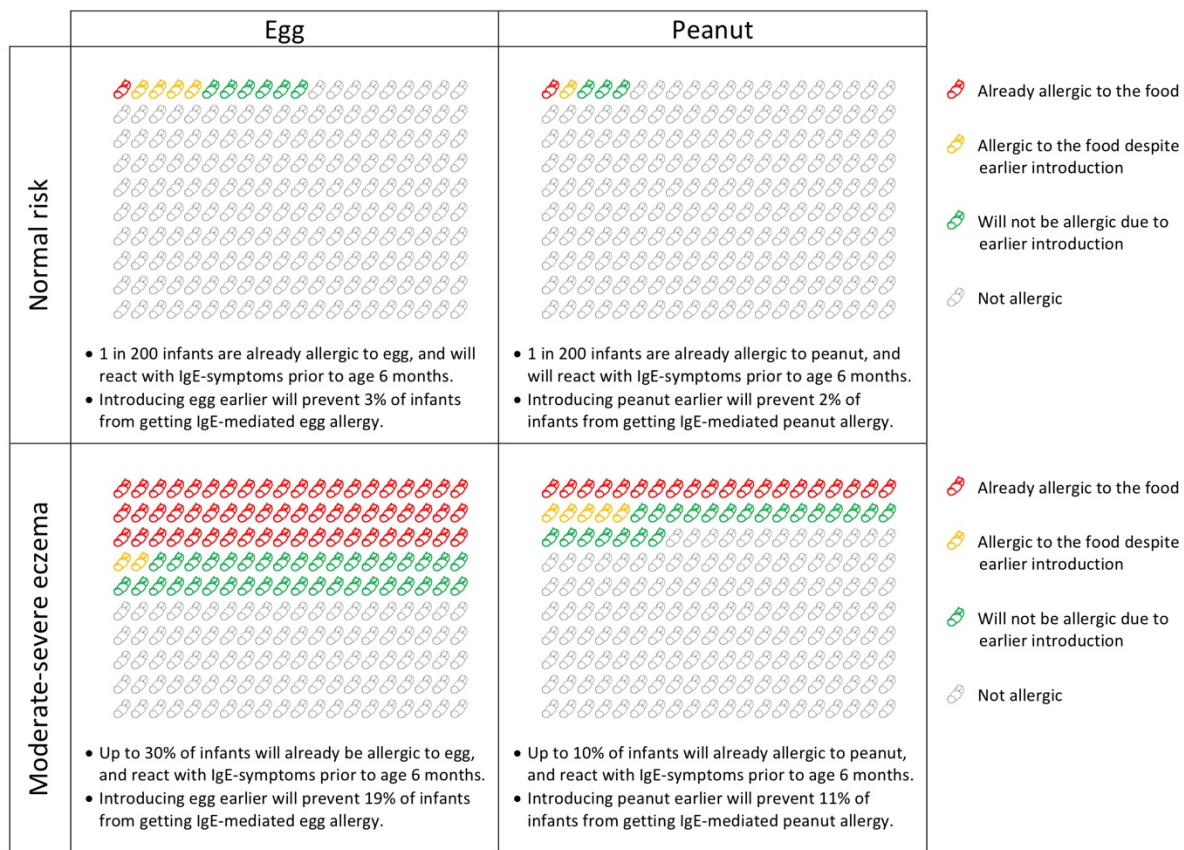 Egg
Peanut
Normal risk
• 1 in 200 infants are already allergic to egg, and will
react with IgE-symptoms prior to age 6 months.
• Introducing egg earlier will prevent 3% of infants
from getting IgE-mediated egg allergy.
• 1 in 200 infants are already allergic to peanut, and
will react with IgE-symptoms prior to age 6 months.
• Introducing peanut earlier will prevent 2% of
infants from getting IgE-mediated peanut allergy.
Already allergic to the food
Allergic to the food despite
earlier introduction
Will not be allergic due to
earlier introduction
Not allergic
Moderate-severe eczema
• Up to 30% of infants will already be allergic to egg,
and react with IgE-symptoms prior to age 6 months.
• Introducing egg earlier will prevent 19% of infants
from getting IgE-mediated egg allergy.
• Up to 10% of infants will already allergic to peanut,
and react with IgE-symptoms prior to age 6 months.
• Introducing peanut earlier will prevent 11% of
infants from getting IgE-mediated peanut allergy.
Already allergic to the food
Allergic to the food despite
earlier introduction
Will not be allergic due to
earlier introduction
Not allergic